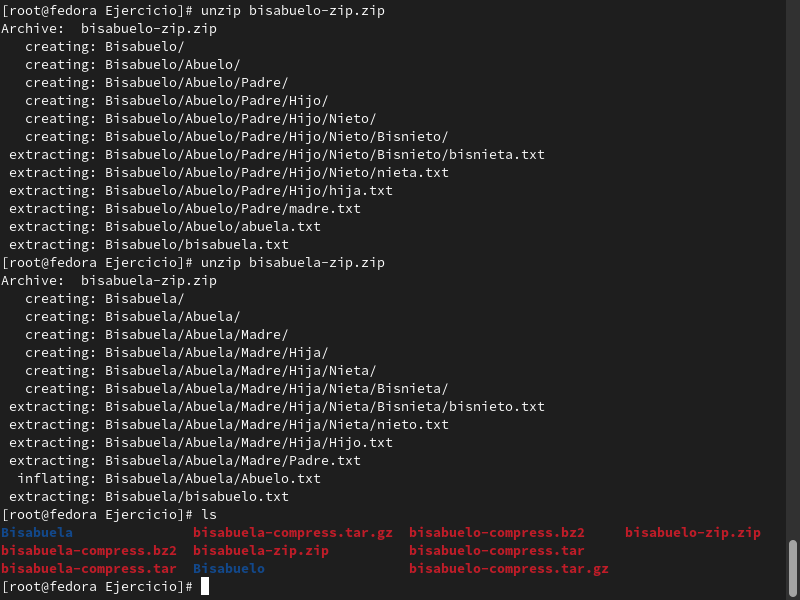 [root@fedora Ejercicio]# unzip bisabuelo-zip.zip
Archive:  bisabuelo-zip.zip
   creating: Bisabuelo/
   creating: Bisabuelo/Abuelo/
   creating: Bisabuelo/Abuelo/Padre/
   creating: Bisabuelo/Abuelo/Padre/Hijo/
   creating: Bisabuelo/Abuelo/Padre/Hijo/Nieto/
   creating: Bisabuelo/Abuelo/Padre/Hijo/Nieto/Bisnieto/
 extracting: Bisabuelo/Abuelo/Padre/Hijo/Nieto/Bisnieto/bisnieta.txt
 extracting: Bisabuelo/Abuelo/Padre/Hijo/Nieto/nieta.txt
 extracting: Bisabuelo/Abuelo/Padre/Hijo/hija.txt
 extracting: Bisabuelo/Abuelo/Padre/madre.txt
 extracting: Bisabuelo/Abuelo/abuela.txt
 extracting: Bisabuelo/bisabuela.txt
[root@fedora Ejercicio]# unzip bisabuela-zip.zip
Archive:  bisabuela-zip.zip
   creating: Bisabuela/
   creating: Bisabuela/Abuela/
   creating: Bisabuela/Abuela/Madre/
   creating: Bisabuela/Abuela/Madre/Hija/
   creating: Bisabuela/Abuela/Madre/Hija/Nieta/
   creating: Bisabuela/Abuela/Madre/Hija/Nieta/Bisnieta/
 extracting: Bisabuela/Abuela/Madre/Hija/Nieta/Bisnieta/bisnieto.txt
 extracting: Bisabuela/Abuela/Madre/Hija/Nieta/nieto.txt
 extracting: Bisabuela/Abuela/Madre/Hija/Hijo.txt
 extracting: Bisabuela/Abuela/Madre/Padre.txt
  inflating: Bisabuela/Abuela/Abuelo.txt
 extracting: Bisabuela/bisabuelo.txt
[root@fedora Ejercicio]# ls
Bisabuela               bisabuela-compress.tar.gz  bisabuelo-compress.bz2     bisabuelo-zip.zip
bisabuela-compress.bz2  bisabuela-zip.zip          bisabuelo-compress.tar
bisabuela-compress.tar  Bisabuelo                  bisabuelo-compress.tar.gz
[root@fedora Ejercicio]#